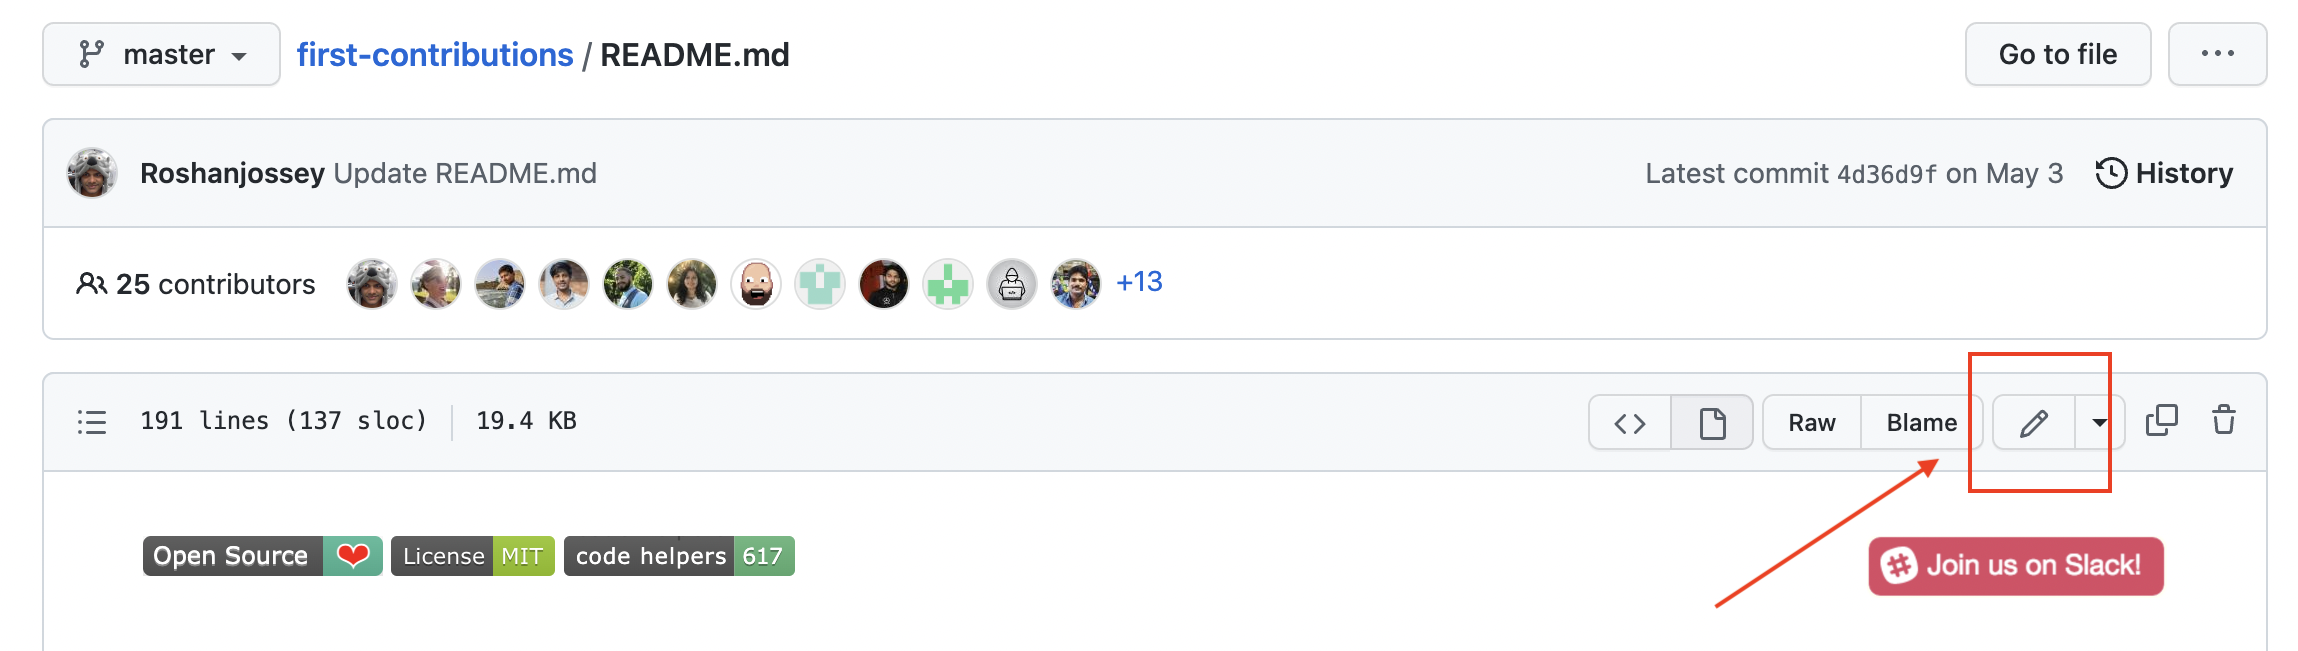 master first-contributions / README.md Go to file ...
Roshanjossey Update README.md Latest commit 4d36d9f on May 3 History
25 contributors +13
191 lines (137 sloc) 19.4 KB <> Raw Blame
Open Source License MIT code helpers 617 Join us on Slack!